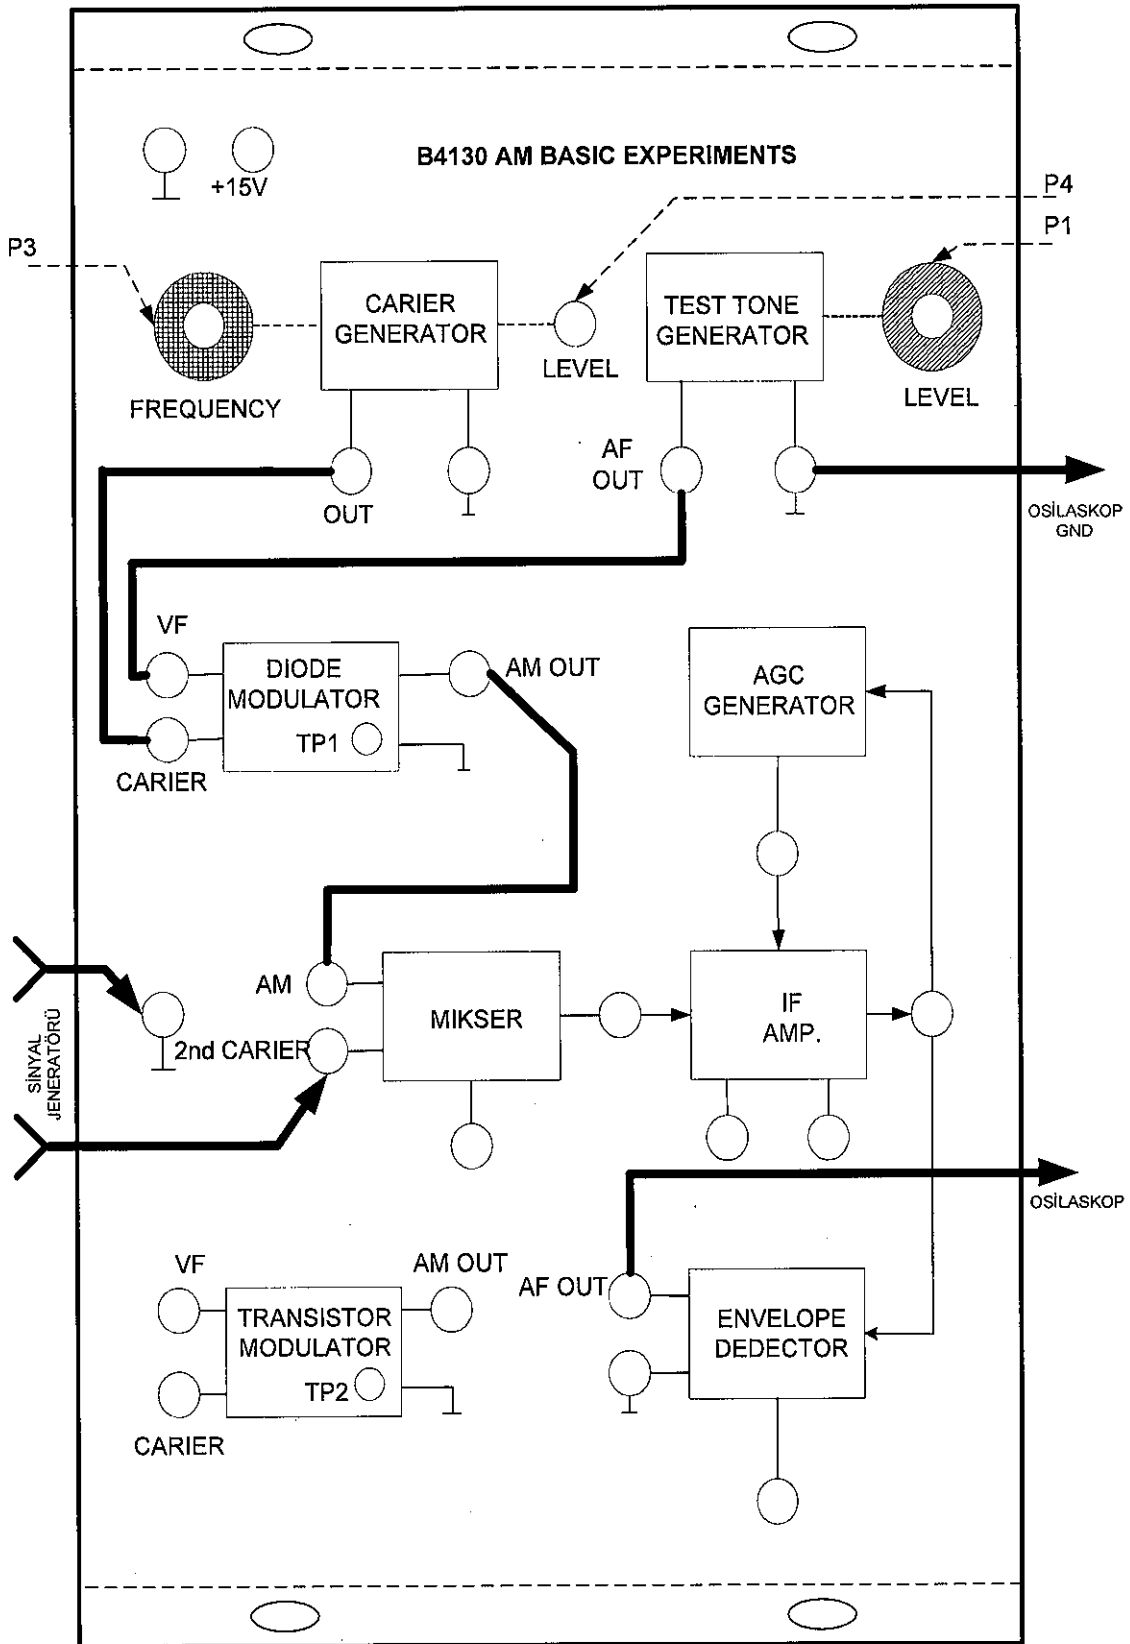 B4130 AM BASIC EXPERİMENTS
+15V
P4
P1
P3
CARIER
GENERATOR
TEST TONE
GENERATOR
LEVEL
FREQUENCY
LEVEL
AF
OUT
OUT
OSİLASKOP
GND
VF
DIODE
MODULATOR
TP1
AM OUT
CARIER
AGC
GENERATOR
AM
MIKSER
IF
AMP.
2nd CARIER
SİNYAL
JENERATÖRÜ
OSİLASKOP
VF
AM OUT
AF OUT
TRANSISTOR
MODULATOR
TP2
ENVELOPE
DEDECTOR
CARIER